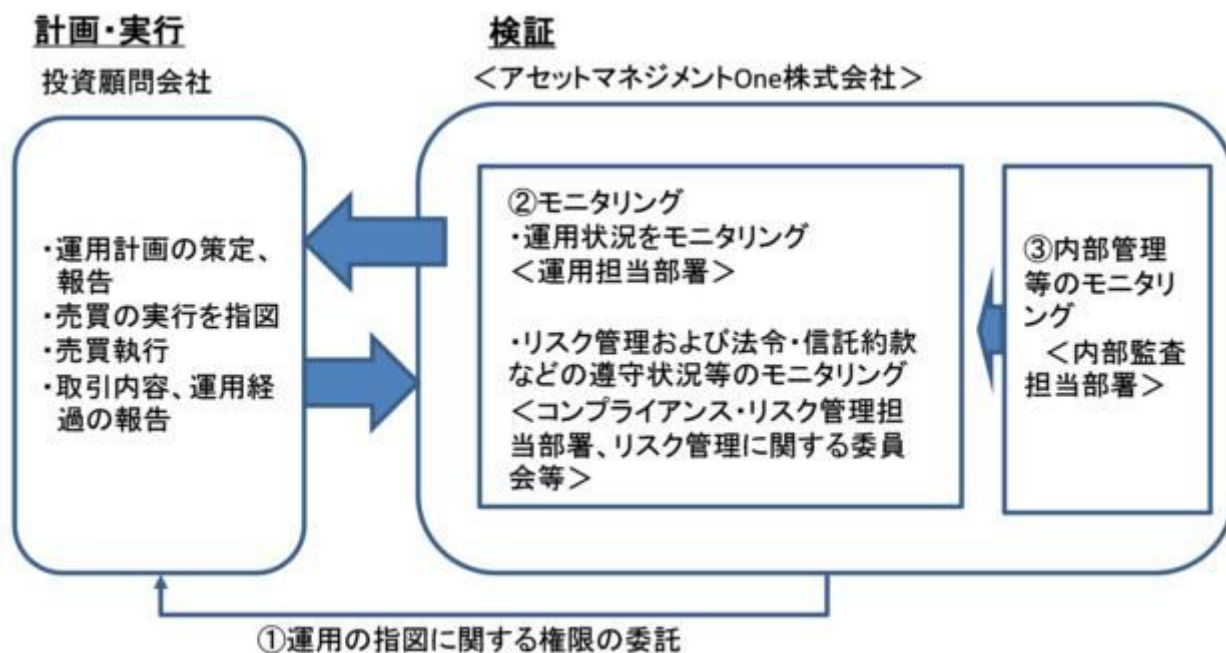 計画・実行
投資顧問会社
・運用計画の策定、
報告
・売買の実行を指図
・売買執行
・取引内容、運用経
過の報告
検証
＜アセットマネジメントOne株式会社＞
②モニタリング
・運用状況をモニタリング
＜運用担当部署＞
・リスク管理および法令・信託約款
などの遵守状況等のモニタリング
＜コンプライアンス・リスク管理担
当部署、リスク管理に関する委員
会等＞
③内部管理
等のモニタリ
ング
＜内部監査
担当部署＞
①運用の指図に関する権限の委託